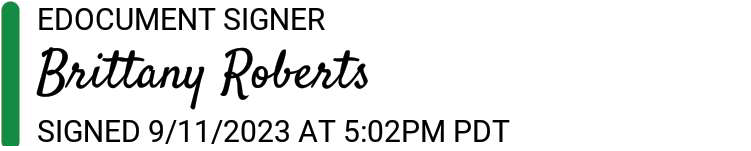 EDOCUMENT SIGNER
Brittany Roberts
SIGNED 9/11/2023 AT 5:02PM PDT